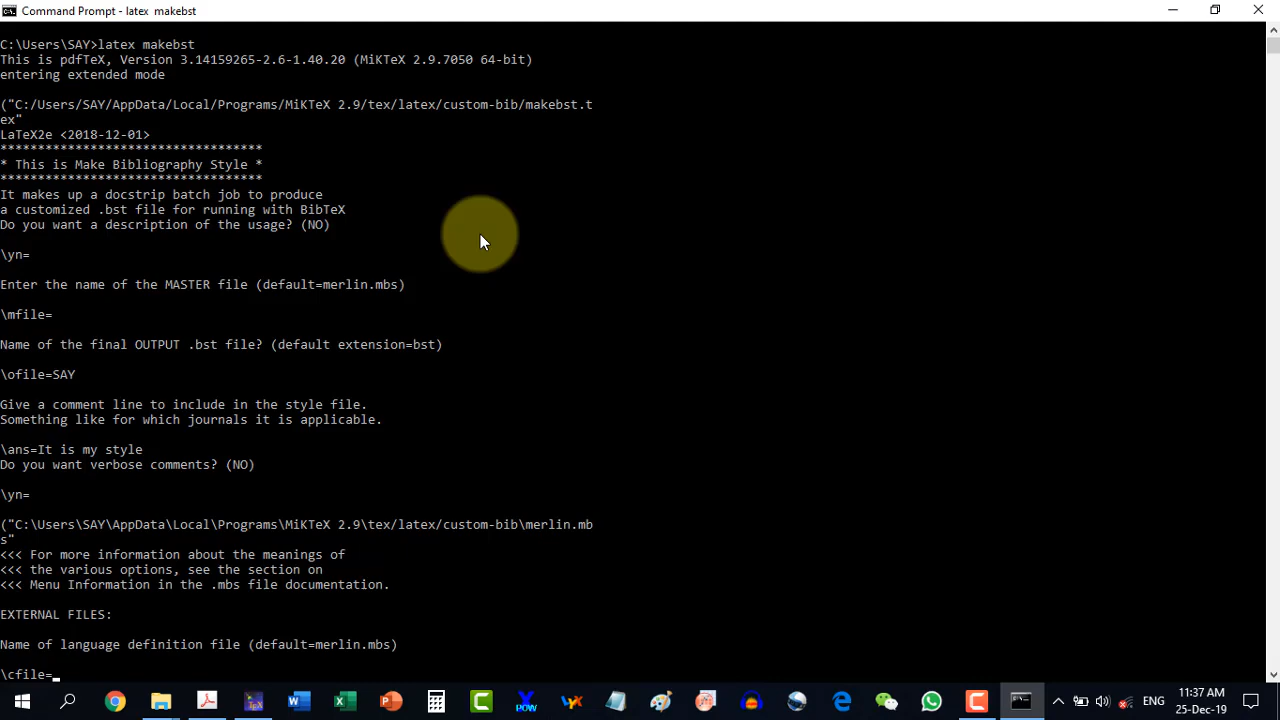 Command Prompt - latex  makebst
C:\Users\SAY>latex makebst
This is pdfTeX, Version 3.14159265-2.6-1.40.20 (MiKTeX 2.9.7050 64-bit)
entering extended mode
("C:/Users/SAY/AppData/Local/Programs/MiKTeX 2.9/tex/latex/custom-bib/makebst.t
ex"
LaTeX2e <2018-12-01>
***********************************
* This is Make Bibliography Style *
***********************************
It makes up a docstrip batch job to produce
a customized .bst file for running with BibTeX
Do you want a description of the usage? (NO)
\yn=
Enter the name of the MASTER file (default=merlin.mbs)
\mfile=
Name of the final OUTPUT .bst file? (default extension=bst)
\ofile=SAY
Give a comment line to include in the style file.
Something like for which journals it is applicable.
\ans=It is my style
Do you want verbose comments? (NO)
\yn=
("C:\Users\SAY\AppData\Local\Programs\MiKTeX 2.9\tex/latex/custom-bib\merlin.mb
s"
<<< For more information about the meanings of
<<< the various options, see the section on
<<< Menu Information in the .mbs file documentation.
EXTERNAL FILES:
Name of language definition file (default=merlin.mbs)
\cfile=
ENG
11:37 AM
25-Dec-19